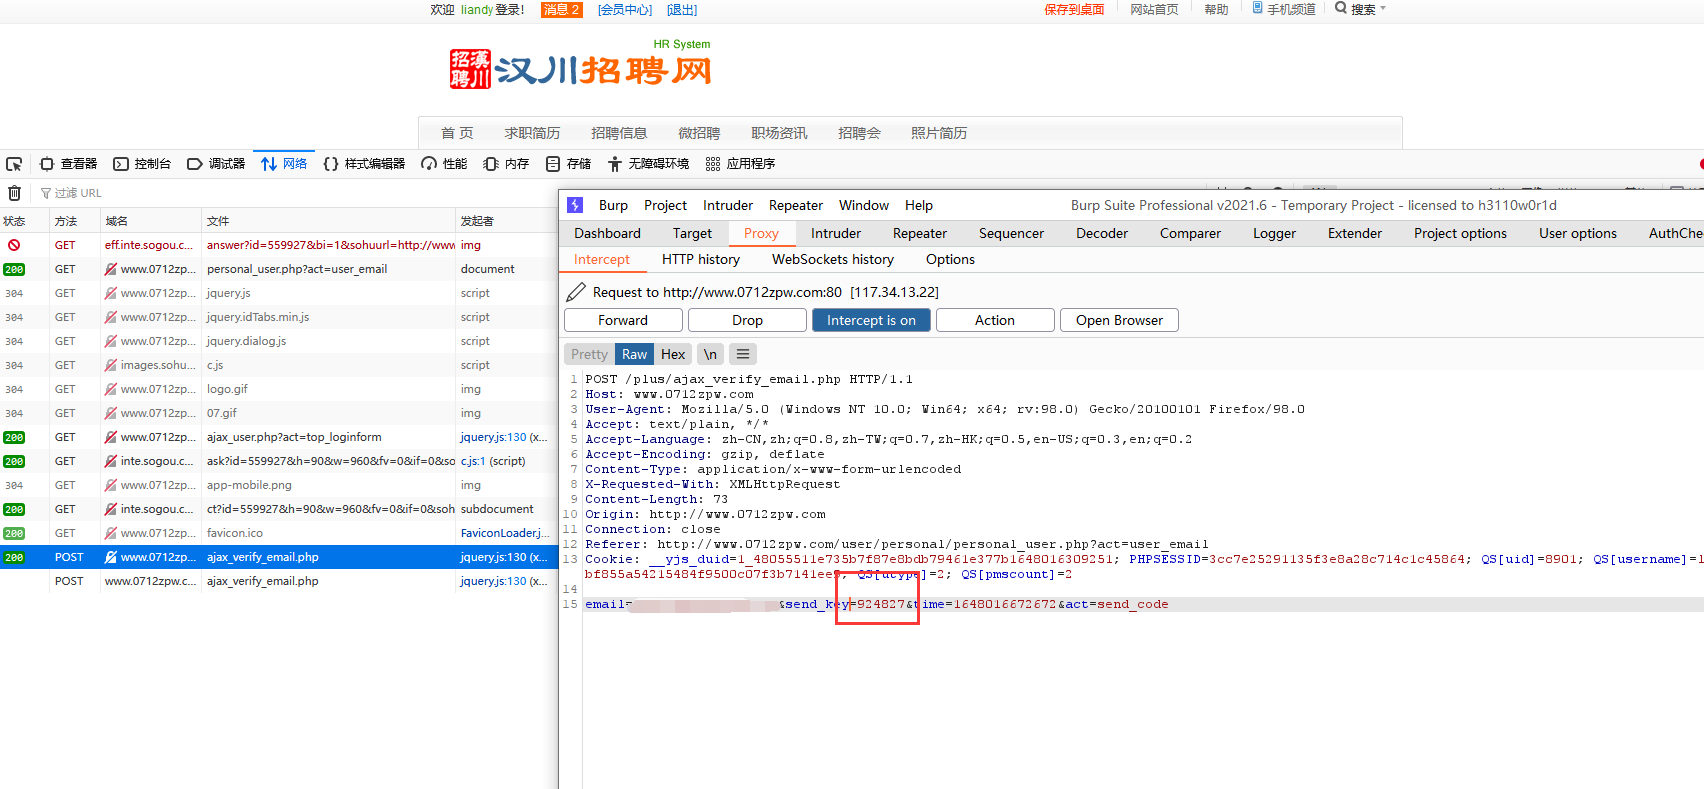 欢迎 liandy 登录! 消息 2 [会员中心] [退出] 保存到桌面 网站首页 帮助 手机频道 搜索
HR System
招漢聘川 汉川招聘网
首 页 求职简历 招聘信息 微招聘 职场资讯 招聘会 照片简历
查看器 控制台 调试器 网络 样式编辑器 性能 内存 存储 无障碍环境 应用程序
过滤 URL
状态 方法 域名 文件 发起者
GET eff.inte.sogou.c... answer?id=559927&bi=1&sohuurl=http://www img
200 GET www.0712zp... personal_user.php?act=user_email document
304 GET www.0712zp... jquery.js script
304 GET www.0712zp... jquery.idTabs.min.js script
304 GET www.0712zp... jquery.dialog.js script
304 GET images.sohu... c.js script
304 GET www.0712zp... logo.gif img
304 GET www.0712zp... 07.gif img
200 GET www.0712zp... ajax_user.php?act=top_loginform jquery.js:130 (x...
200 GET inte.sogou.c... ask?id=559927&h=90&w=960&fv=0&if=0&so c.js:1 (script)
304 GET www.0712zp... app-mobile.png img
200 GET inte.sogou.c... ct?id=559927&h=90&w=960&fv=0&if=0&soh subdocument
200 GET www.0712zp... favicon.ico FaviconLoader.j...
200 POST www.0712zp... ajax_verify_email.php jquery.js:130 (x...
POST www.0712zpw.c... ajax_verify_email.php jquery.js:130 (x...
Burp Project Intruder Repeater Window Help Burp Suite Professional v2021.6 - Temporary Project - licensed to h3110w0r1d
Dashboard Target Proxy Intruder Repeater Sequencer Decoder Comparer Logger Extender Project options User options AuthChe
Intercept HTTP history WebSockets history Options
Request to http://www.0712zpw.com:80 [117.34.13.22]
Forward Drop Intercept is on Action Open Browser
Pretty Raw Hex \n
1 POST /plus/ajax_verify_email.php HTTP/1.1
2 Host: www.0712zpw.com
3 User-Agent: Mozilla/5.0 (Windows NT 10.0; Win64; x64; rv:98.0) Gecko/20100101 Firefox/98.0
4 Accept: text/plain, */*
5 Accept-Language: zh-CN,zh;q=0.8,zh-TW;q=0.7,zh-HK;q=0.5,en-US;q=0.3,en;q=0.2
6 Accept-Encoding: gzip, deflate
7 Content-Type: application/x-www-form-urlencoded
8 X-Requested-With: XMLHttpRequest
9 Content-Length: 73
10 Origin: http://www.0712zpw.com
11 Connection: close
12 Referer: http://www.0712zpw.com/user/personal/personal_user.php?act=user_email
13 Cookie: __yjs_duid=1_48055511e735b7f87e8bdb79461e377b1648016309251; PHPSESSID=3cc7e25291135f3e8a28c714c1c45864; QS[uid]=8901; QS[username]=l
bf855a54215484f9500c07f3b7141ee9; QS[utype]=2; QS[pmscount]=2
14
15 email= &send_key=924827&time=1648016672672&act=send_code